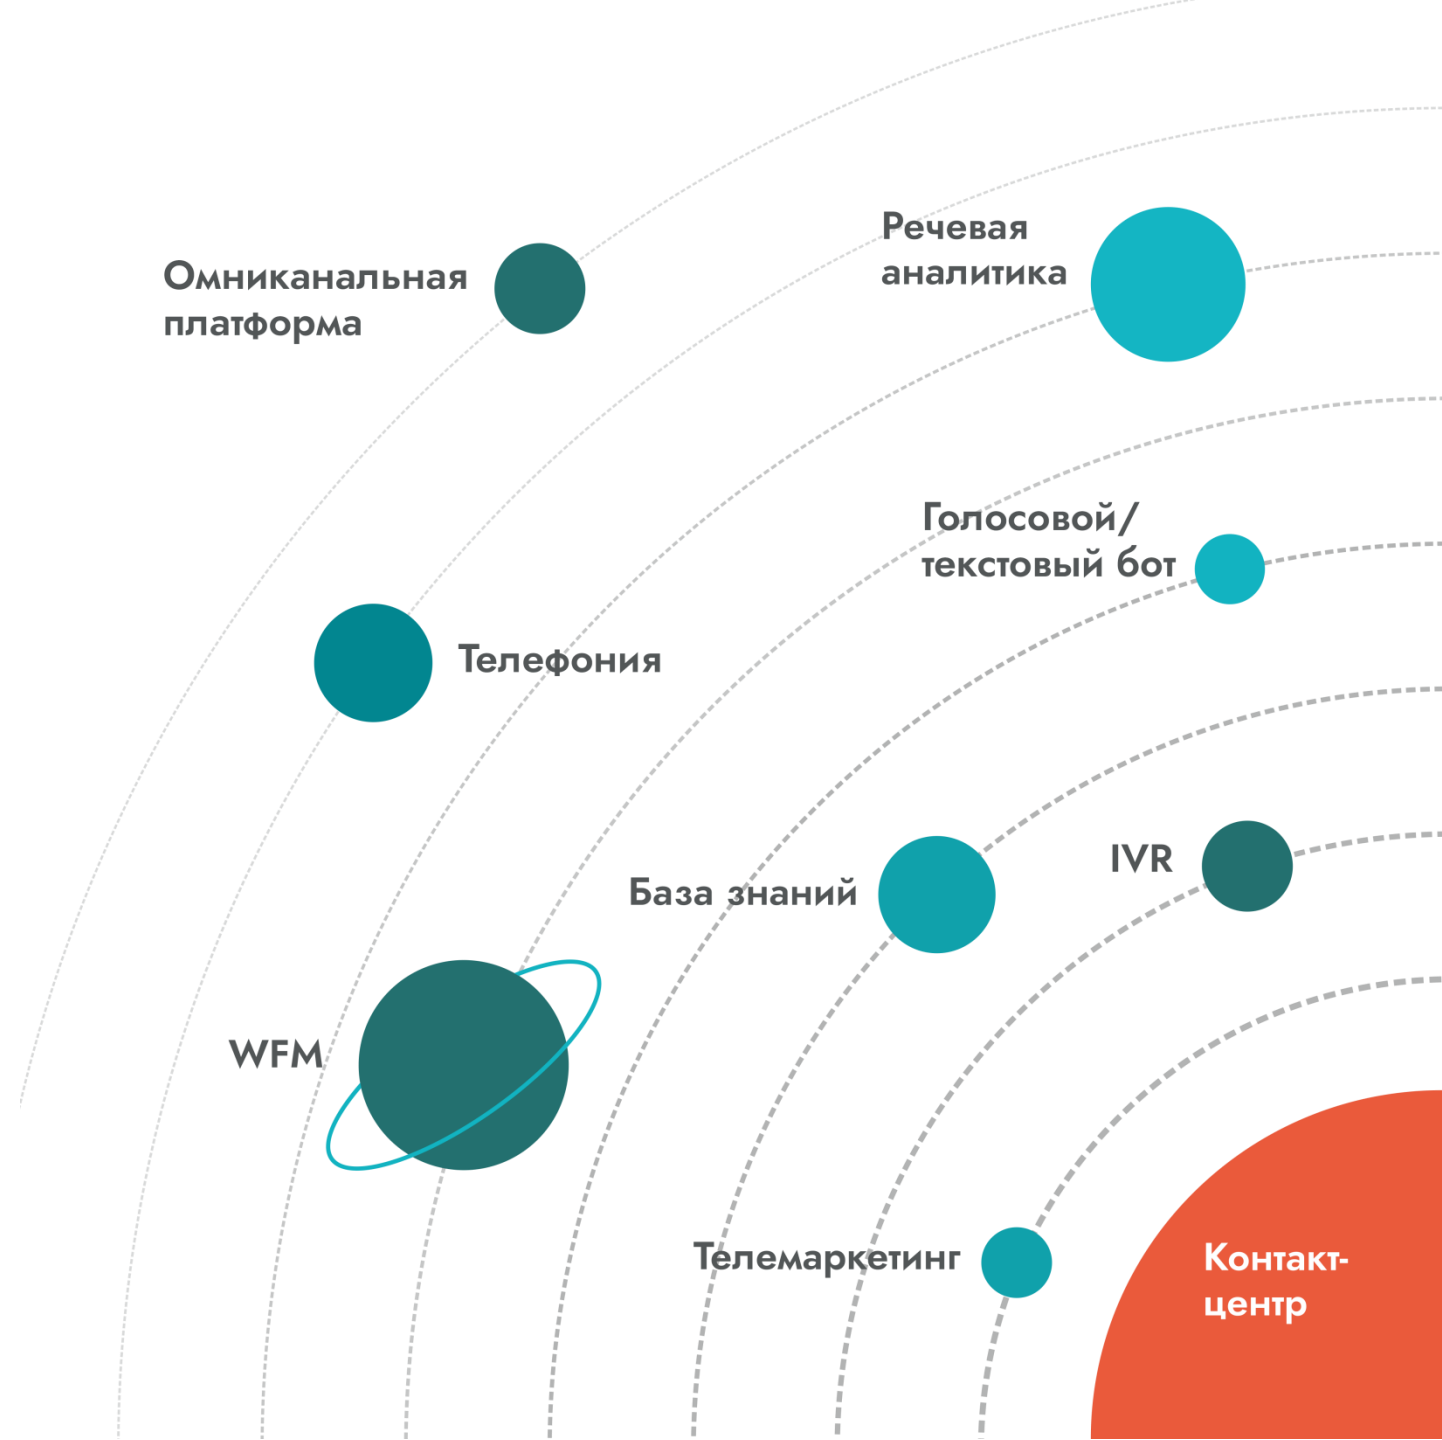 Речевая
аналитика
Омниканальная
платформа
Голосовой/
текстовый бот
Телефония
IVR
База знаний
WFM
Телемаркетинг
Контакт-
центр